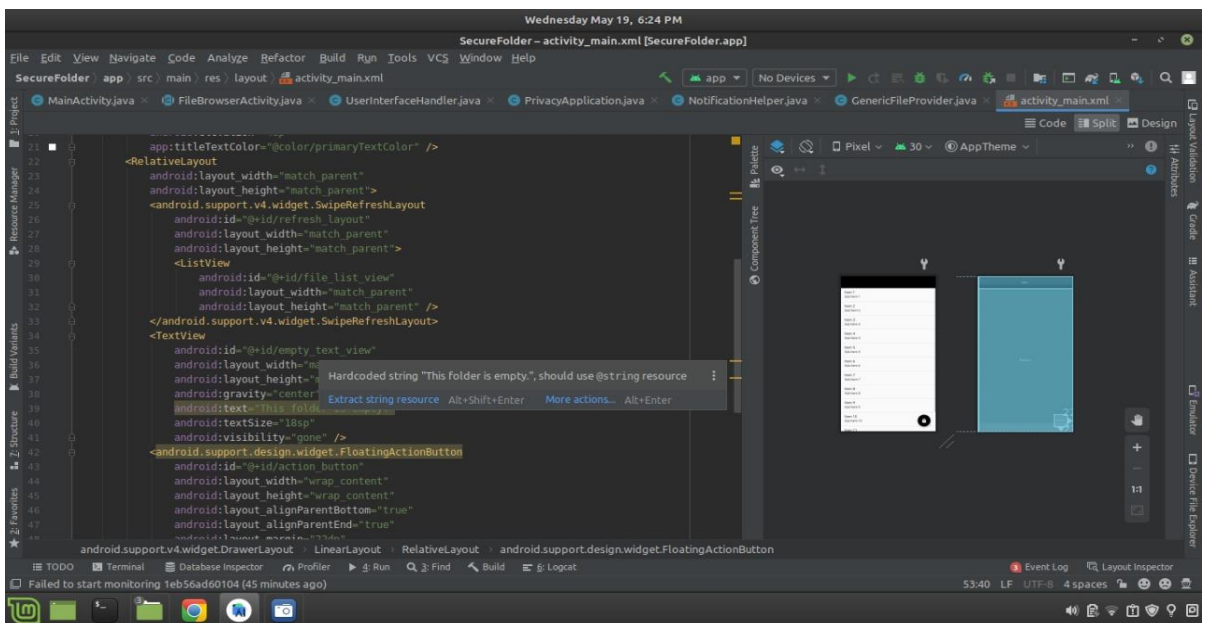 Wednesday May 19, 6:24 PM
SecureFolder – activity_main.xml [SecureFolder.app]
File Edit View Navigate Code Analyze Refactor Build Run Tools VCS Window Help
SecureFolder app src main res layout activity_main.xml
app No Devices
1: Project MainActivity.java FileBrowserActivity.java UserInterfaceHandler.java PrivacyApplication.java NotificationHelper.java GenericFileProvider.java activity_main.xml
Code Split Design
21 app:titleTextColor="@color/primaryTextColor" />
Pixel 30 AppTheme
22 <RelativeLayout
23 android:layout_width="match_parent"
24 android:layout_height="match_parent">
25 <android.support.v4.widget.SwipeRefreshLayout
26 android:id="@+id/refresh_layout"
27 android:layout_width="match_parent"
28 android:layout_height="match_parent">
29 <ListView
30 android:id="@+id/file_list_view"
31 android:layout_width="match_parent"
32 android:layout_height="match_parent" />
33 </android.support.v4.widget.SwipeRefreshLayout>
34 <TextView
35 android:id="@+id/empty_text_view"
36 android:layout_width="ma
37 android:layout_height="
38 android:gravity="center
39 android:text="This folder is empty."
40 android:textSize="18sp"
41 android:visibility="gone" />
42 <android.support.design.widget.FloatingActionButton
43 android:id="@+id/action_button"
44 android:layout_width="wrap_content"
45 android:layout_height="wrap_content"
46 android:layout_alignParentBottom="true"
47 android:layout_alignParentEnd="true"
Hardcoded string "This folder is empty.", should use @string resource
Extract string resource Alt+Shift+Enter More actions... Alt+Enter
Resource Manager
Build Variants
Z: Structure
2: Favorites
Palette
Component Tree
Attributes
Layout Validation
Gradle
Assistant
Emulator
Device File Explorer
1:1
android.support.v4.widget.DrawerLayout LinearLayout RelativeLayout android.support.design.widget.FloatingActionButton
TODO Terminal Database Inspector Profiler 4: Run 3: Find Build 6: Logcat 3 Event Log Layout Inspector
Failed to start monitoring 1eb56ad60104 (45 minutes ago) 53:40 LF UTF-8 4 spaces
3